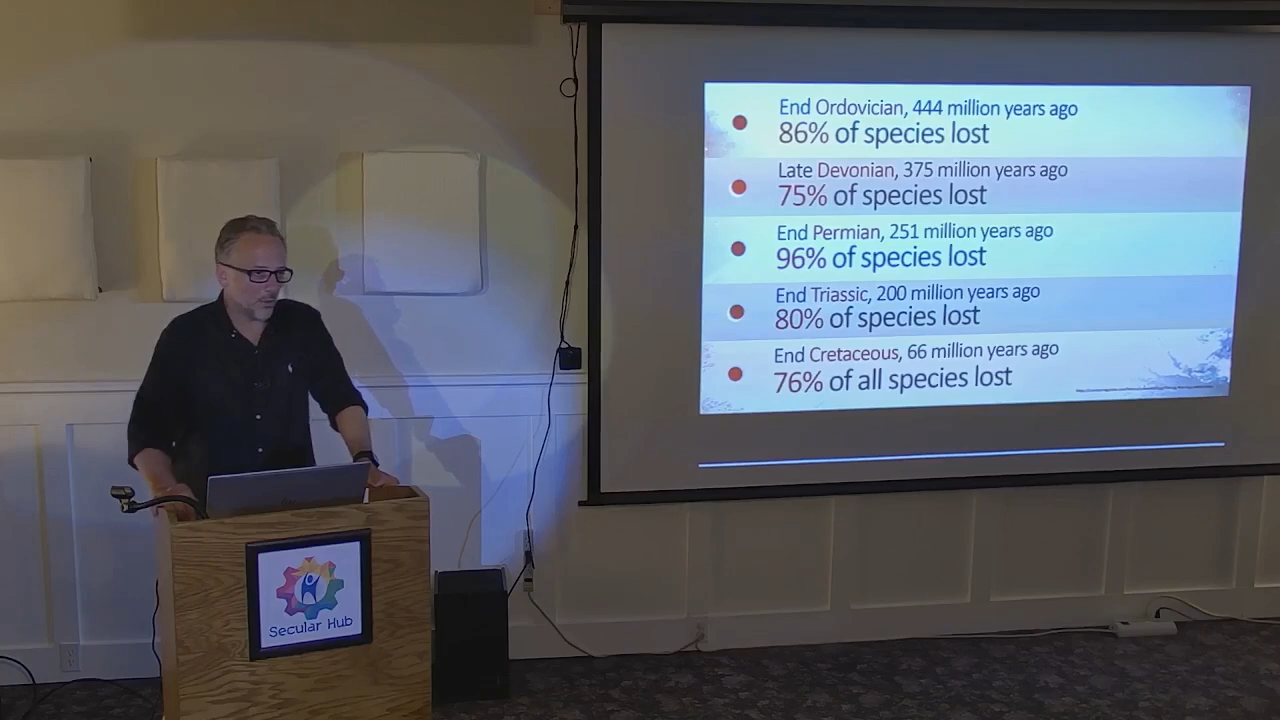 End Ordovician, 444 million years ago
86% of species lost
Late Devonian, 375 million years ago
75% of species lost
End Permian, 251 million years ago
96% of species lost
End Triassic, 200 million years ago
80% of species lost
End Cretaceous, 66 million years ago
76% of all species lost
Secular Hub